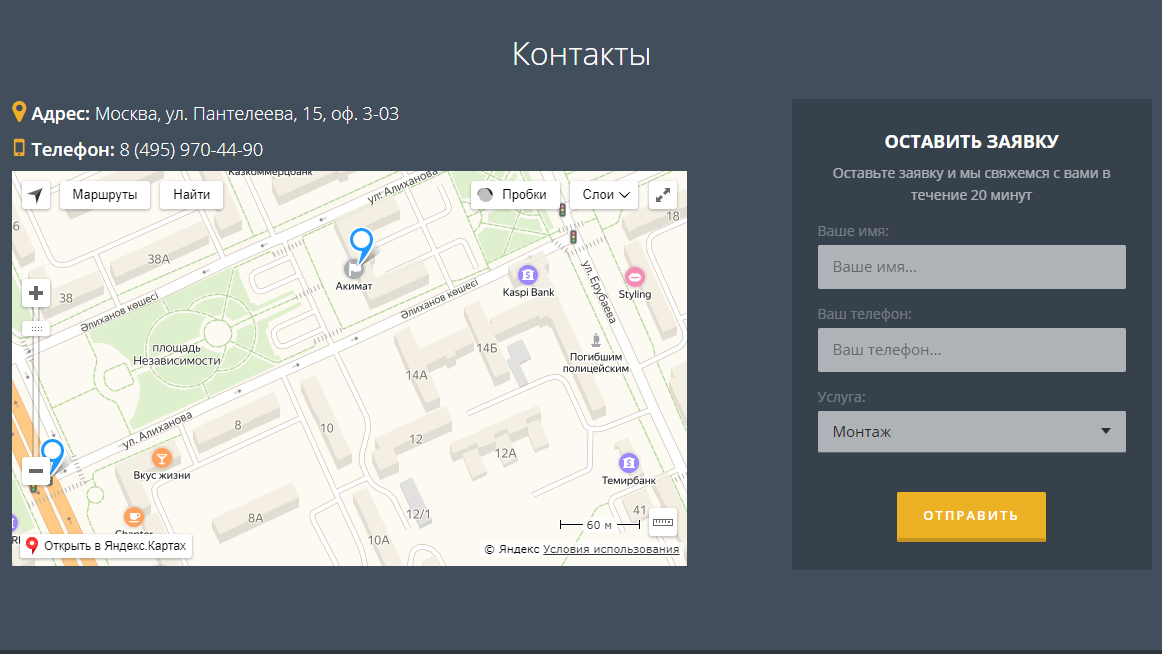 Контакты
Адрес: Москва, ул. Пантелеева, 15, оф. 3-03
Телефон: 8 (495) 970-44-90
Казкоммерцбанк
Маршруты
Найти
Пробки
Слои
ул. Алиханова
18
6
38А
38
Акимат
Kaspi Bank
Styling
ул. Ерубаева
Әлиханов көшесі
Әлиханов көшесі
площадь
Независимости
14Б
14А
Погибшим
полицейским
ул. Алиханова
8
10
12
12А
Вкус жизни
Темирбанк
8А
12/1
10А
41
60 м
Chapter
Открыть в Яндекс.Картах
© Яндекс Условия использования
ОСТАВИТЬ ЗАЯВКУ
Оставьте заявку и мы свяжемся с вами в
течение 20 минут
Ваше имя:
Ваше имя...
Ваш телефон:
Ваш телефон...
Услуга:
Монтаж
ОТПРАВИТЬ